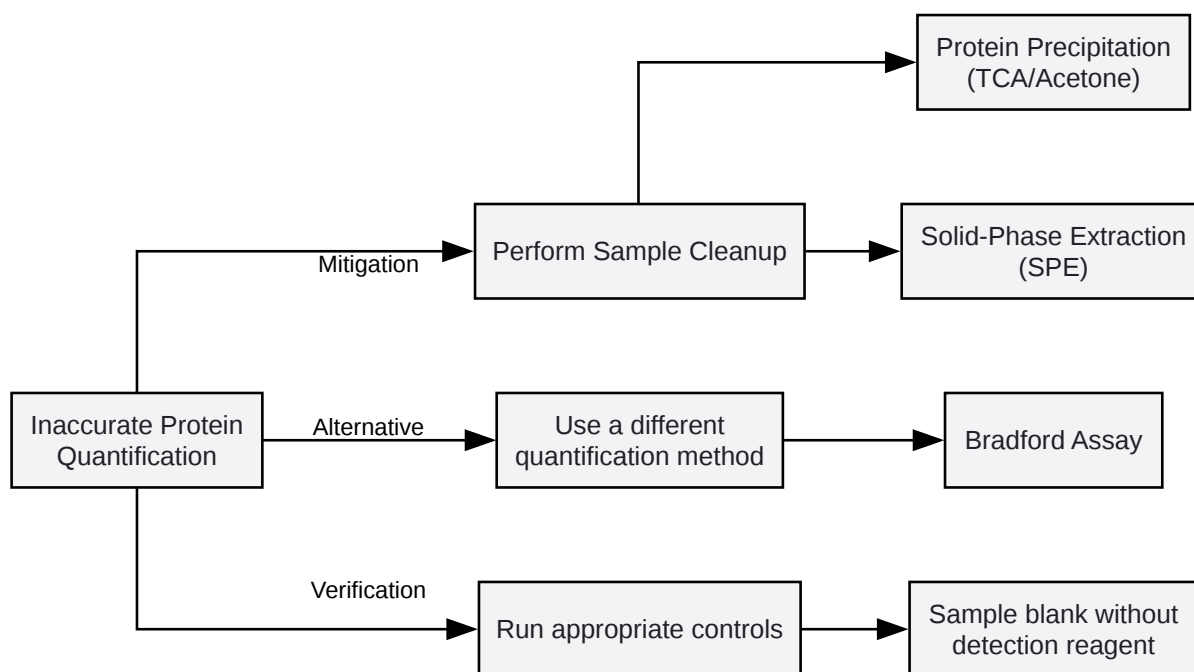 Protein Precipitation
(TCA/Acetone)
Mitigation
Perform Sample Cleanup
Solid-Phase Extraction
(SPE)
Inaccurate Protein
Quantification
Alternative
Use a different
quantification method
Bradford Assay
Verification
Run appropriate controls
Sample blank without
detection reagent